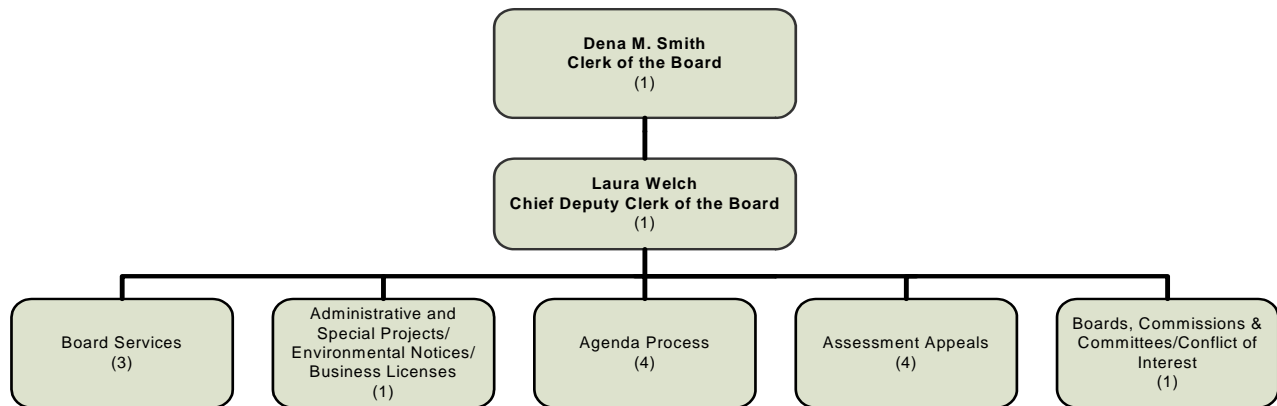 Dena M. Smith
Clerk of the Board
(1)
Laura Welch
Chief Deputy Clerk of the Board
(1)
Board Services
(3)
Administrative and
Special Projects/
Environmental Notices/
Business Licenses
(1)
Agenda Process
(4)
Assessment Appeals
(4)
Boards, Commissions &
Committees/Conflict of
Interest
(1)